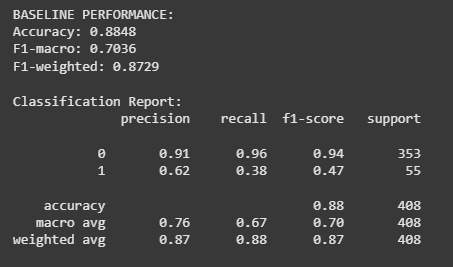 BASELINE PERFORMANCE:
Accuracy: 0.8848
F1-macro: 0.7036
F1-weighted: 0.8729
Classification Report:
precision recall f1-score support
0 0.91 0.96 0.94 353
1 0.62 0.38 0.47 55
accuracy 0.88 408
macro avg 0.76 0.67 0.70 408
weighted avg 0.87 0.88 0.87 408